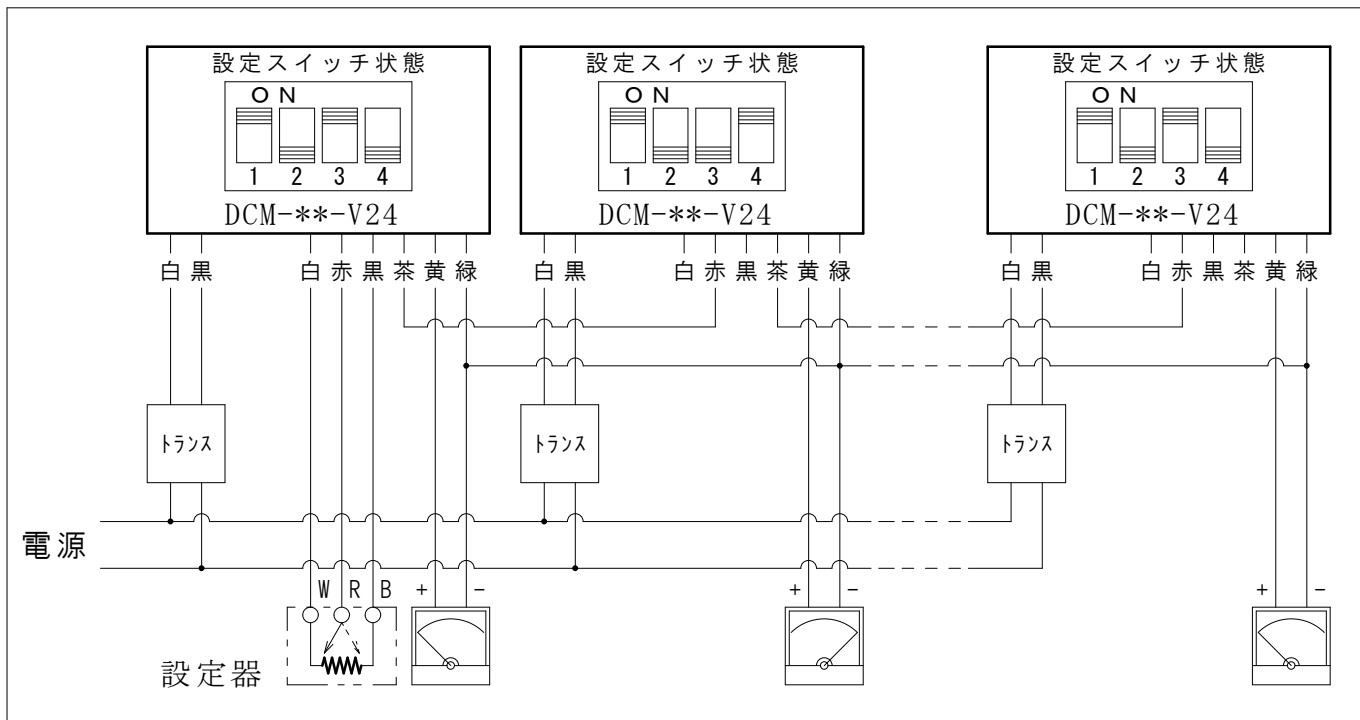 設定スイッチ状態 設定スイッチ状態 設定スイッチ状態
ON ON ON
1 2 3 4 1 2 3 4 1 2 3 4
DCM-**-V24 DCM-**-V24 DCM-**-V24
白 黒 白 赤 黒 茶 黄 緑 白 黒 白 赤 黒 茶 黄 緑 白 黒 白 赤 黒 茶 黄 緑
トランス トランス トランス
電源
W R B + - + - + -
設定器